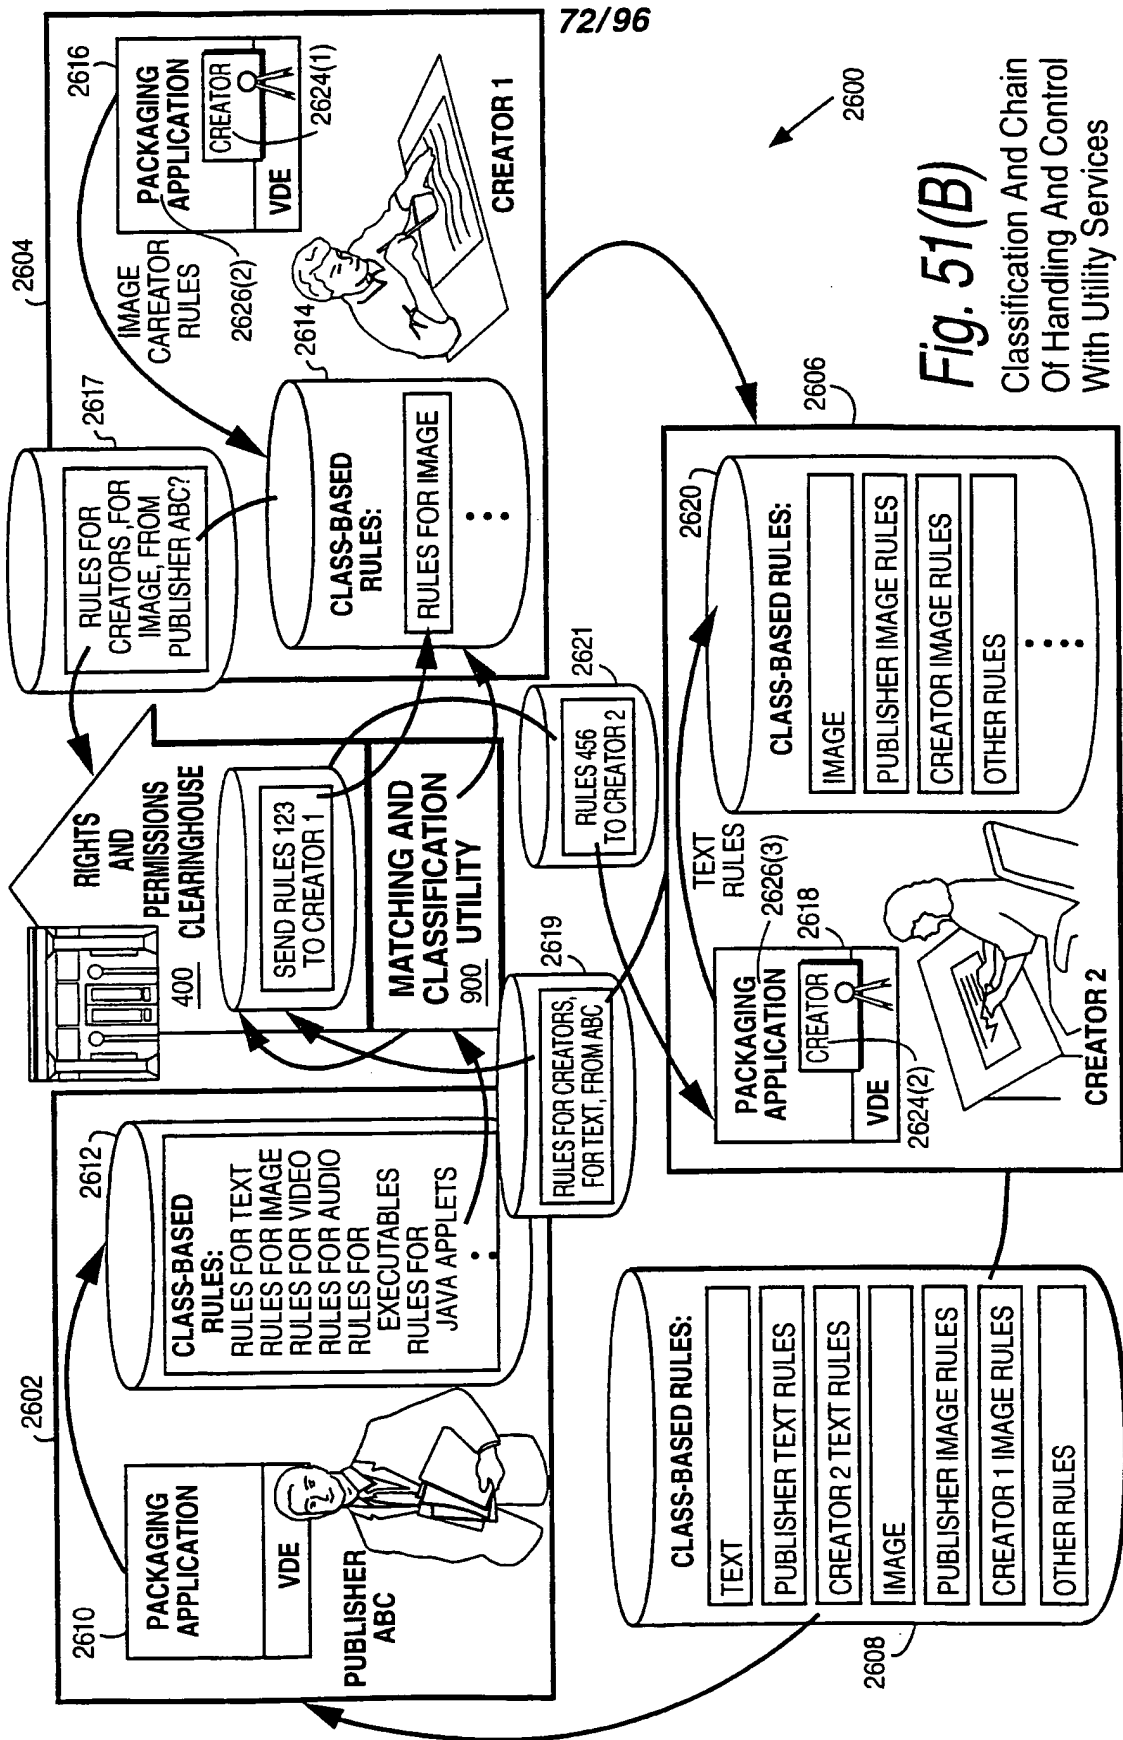 72/96
2602
2610
PACKAGING
APPLICATION
VDE
PUBLISHER
ABC
2612
CLASS-BASED
RULES:
RULES FOR TEXT
RULES FOR IMAGE
RULES FOR VIDEO
RULES FOR AUDIO
RULES FOR
EXECUTABLES
RULES FOR
JAVA APPLETS
RIGHTS
AND
PERMISSIONS
CLEARINGHOUSE
400
SEND RULES 123
TO CREATOR 1
MATCHING AND
CLASSIFICATION
900 UTILITY
2617
RULES FOR
CREATORS ,FOR
IMAGE, FROM
PUBLISHER ABC?
2604
2616
PACKAGING
APPLICATION
CREATOR
VDE
2624(1)
IMAGE
CAREATOR
RULES
2626(2)
2614
CLASS-BASED
RULES:
RULES FOR IMAGE
CREATOR 1
2619
RULES FOR CREATORS,
FOR TEXT, FROM ABC
2621
RULES 456
TO CREATOR 2
2608
CLASS-BASED RULES:
TEXT
PUBLISHER TEXT RULES
CREATOR 2 TEXT RULES
IMAGE
PUBLISHER IMAGE RULES
CREATOR 1 IMAGE RULES
OTHER RULES
2606
PACKAGING
APPLICATION
CREATOR
VDE
2624(2)
2618
2626(3)
TEXT
RULES
CREATOR 2
2620
CLASS-BASED RULES:
IMAGE
PUBLISHER IMAGE RULES
CREATOR IMAGE RULES
OTHER RULES
2600
Fig. 51(B)
Classification And Chain
Of Handling And Control
With Utility Services